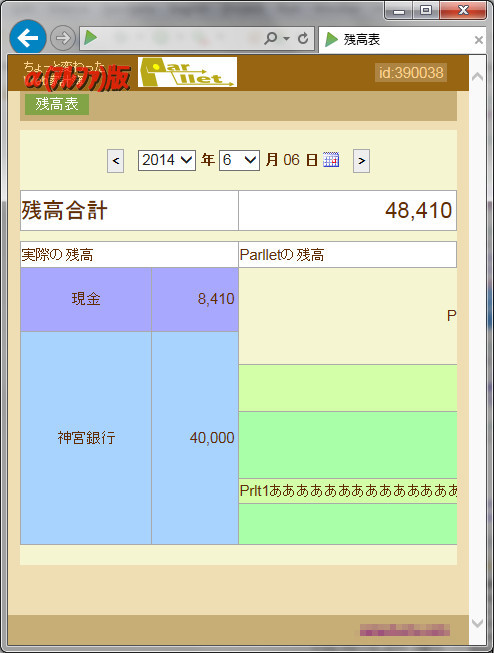 残高表
ちょっと変わった
α(アルファ)版
Parllet
id:390038
残高表
< 2014 年 6 月 06 日 >
残高合計 48,410
実際の残高 Parlletの残高
現金 8,410
P
神宮銀行 40,000
Prlt1あああああああああああああ